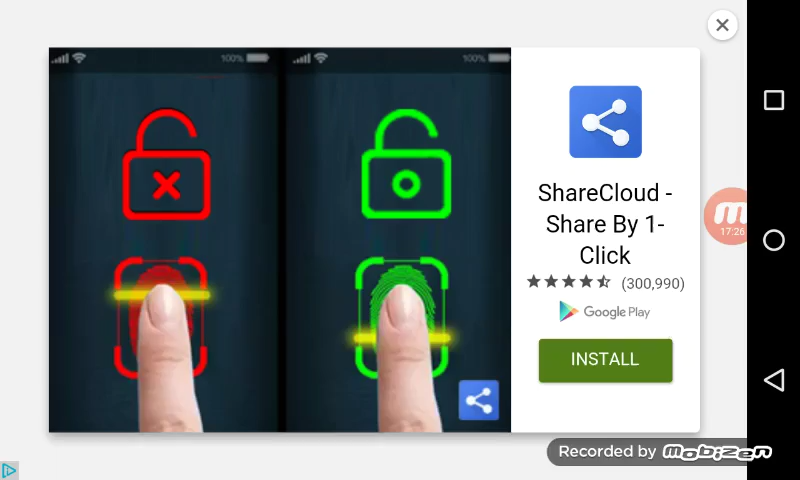 100%
100%
ShareCloud -
Share By 1-
Click
(300,990)
Google Play
INSTALL
17:26
Recorded by mobizen